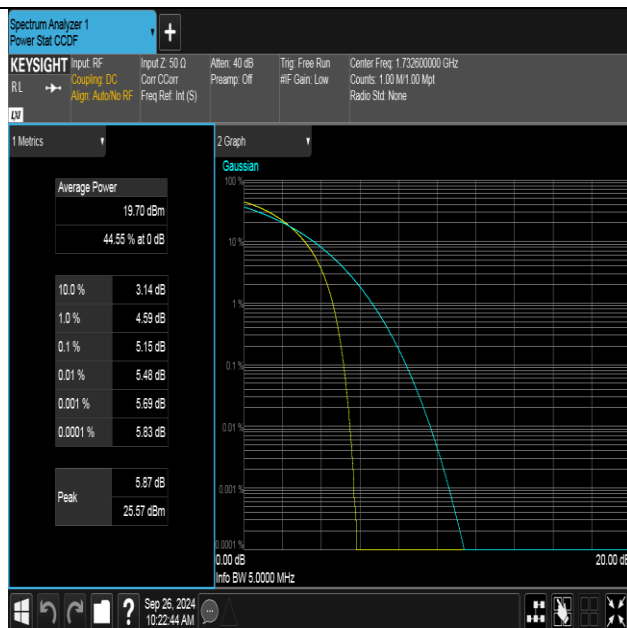 Spectrum Analyzer 1
Power Stat CCDF
+
KEYSIGHT
RL
LXI
Input: RF
Coupling: DC
Align: Auto/No RF
Input Z: 50 Ω
Corr CCorr
Freq Ref: Int (S)
Atten: 40 dB
Preamp: Off
Trig: Free Run
#IF Gain: Low
Center Freq: 1.732600000 GHz
Counts: 1.00 M/1.00 Mpt
Radio Std: None
1 Metrics
Average Power
19.70 dBm
44.55 % at 0 dB
10.0 % 3.14 dB
1.0 % 4.59 dB
0.1 % 5.15 dB
0.01 % 5.48 dB
0.001 % 5.69 dB
0.0001 % 5.83 dB
Peak
5.87 dB
25.57 dBm
2 Graph
Gaussian
100 %
10 %
1 %
0.1 %
0.01 %
0.001 %
0.0001 %
0.00 dB
20.00 dB
Info BW 5.0000 MHz
?
Sep 26, 2024
10:22:44 AM